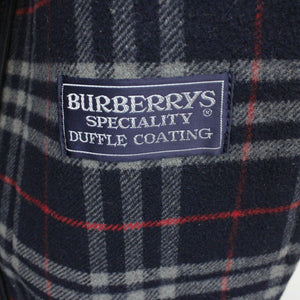 BURBERRYS
SPECIALITY ®
DUFFLE COATING